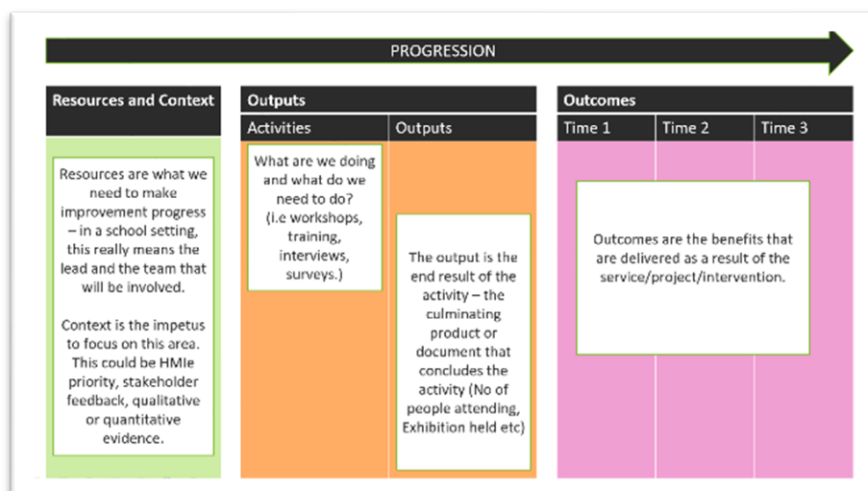 PROGRESSION
Resources and Context
Outputs
Outcomes
Activities
Outputs
Time 1
Time 2
Time 3
Resources are what we
need to make
improvement progress
– in a school setting,
this really means the
lead and the team that
will be involved.
Context is the impetus
to focus on this area.
This could be HMIe
priority, stakeholder
feedback, qualitative
or quantitative
evidence.
What are we doing
and what do we
need to do?
(i.e workshops,
training,
interviews,
surveys.)
The output is the
end result of the
activity – the
culminating
product or
document that
concludes the
activity (No of
people attending,
Exhibition held etc)
Outcomes are the benefits that
are delivered as a result of the
service/project/intervention.